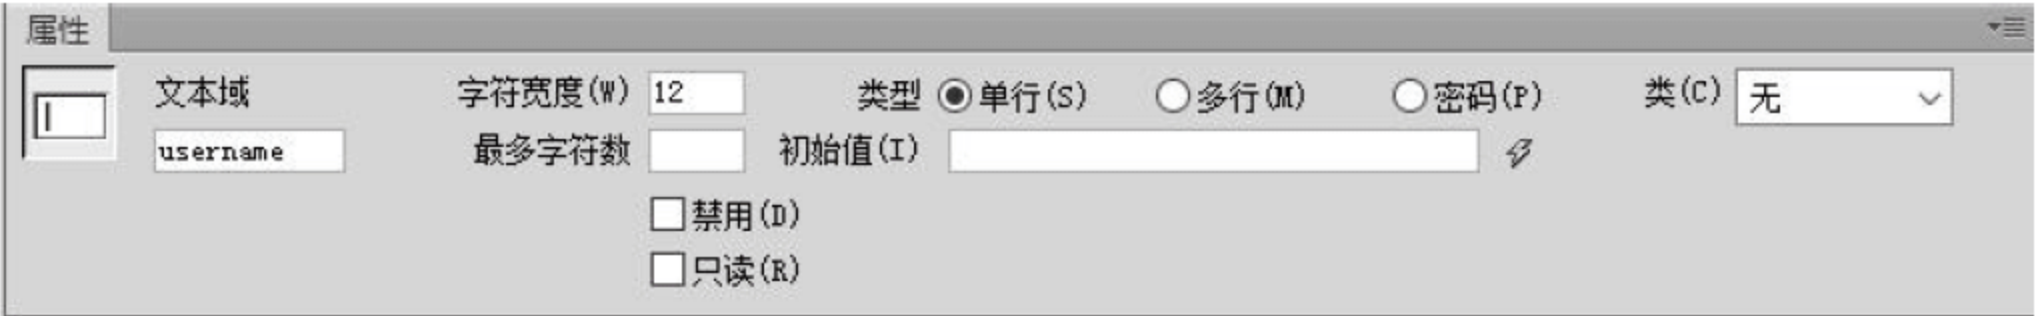 属性
文本域 字符宽度(W) 12 类型 单行(S) 多行(M) 密码(P) 类(C) 无
username 最多字符数 初始值(I)
禁用(D)
只读(R)